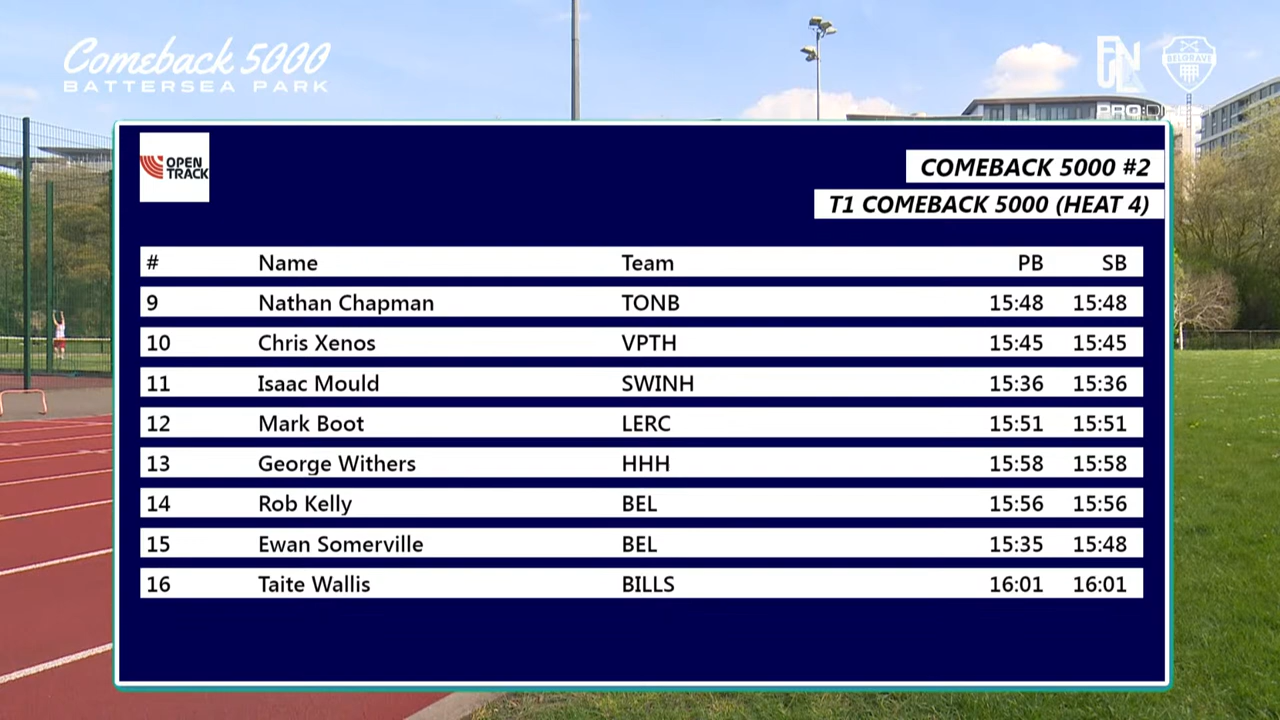 Comeback 5000
BATTERSEA PARK
BELGRAVE
OPEN
TRACK
COMEBACK 5000 #2
T1 COMEBACK 5000 (HEAT 4)
# Name Team PB SB
9 Nathan Chapman TONB 15:48 15:48
10 Chris Xenos VPTH 15:45 15:45
11 Isaac Mould SWINH 15:36 15:36
12 Mark Boot LERC 15:51 15:51
13 George Withers HHH 15:58 15:58
14 Rob Kelly BEL 15:56 15:56
15 Ewan Somerville BEL 15:35 15:48
16 Taite Wallis BILLS 16:01 16:01